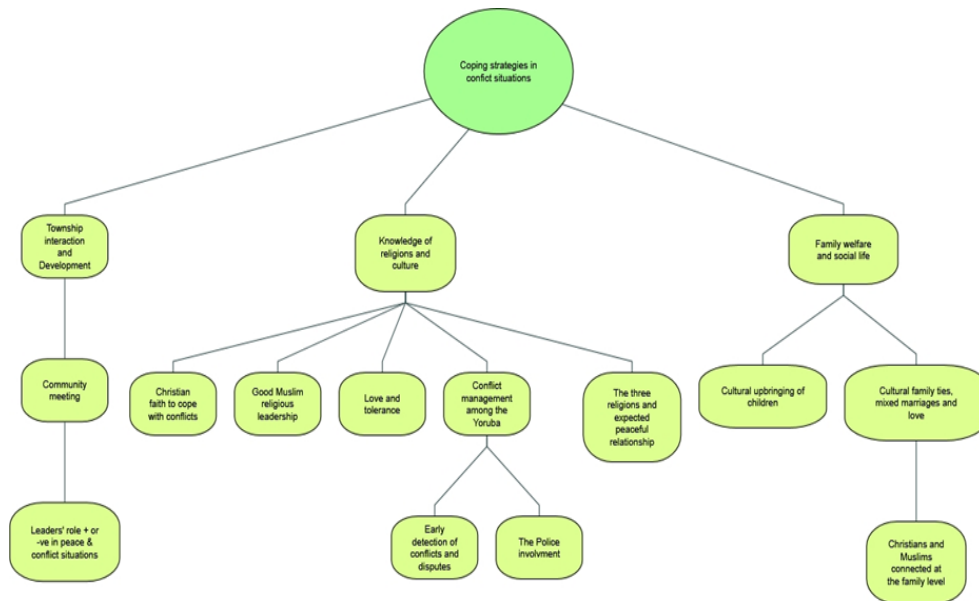 Coping strategies in
confict situations
Township
interaction
and
Development
Knowledge of
religions and
culture
Family welfare
and social life
Community
meeting
Christian
faith to cope
with conflicts
Good Muslim
religious
leadership
Love and
tolerance
Conflict
management
among the
Yoruba
The three
religions and
expected
peaceful
relationship
Cultural upbringing of
children
Cultural family ties,
mixed marriages and
love
Leaders' role + or
-ve in peace &
conflict situations
Early
detection of
conflicts and
disputes
The Police
involvment
Christians and
Muslims
connected at
the family level